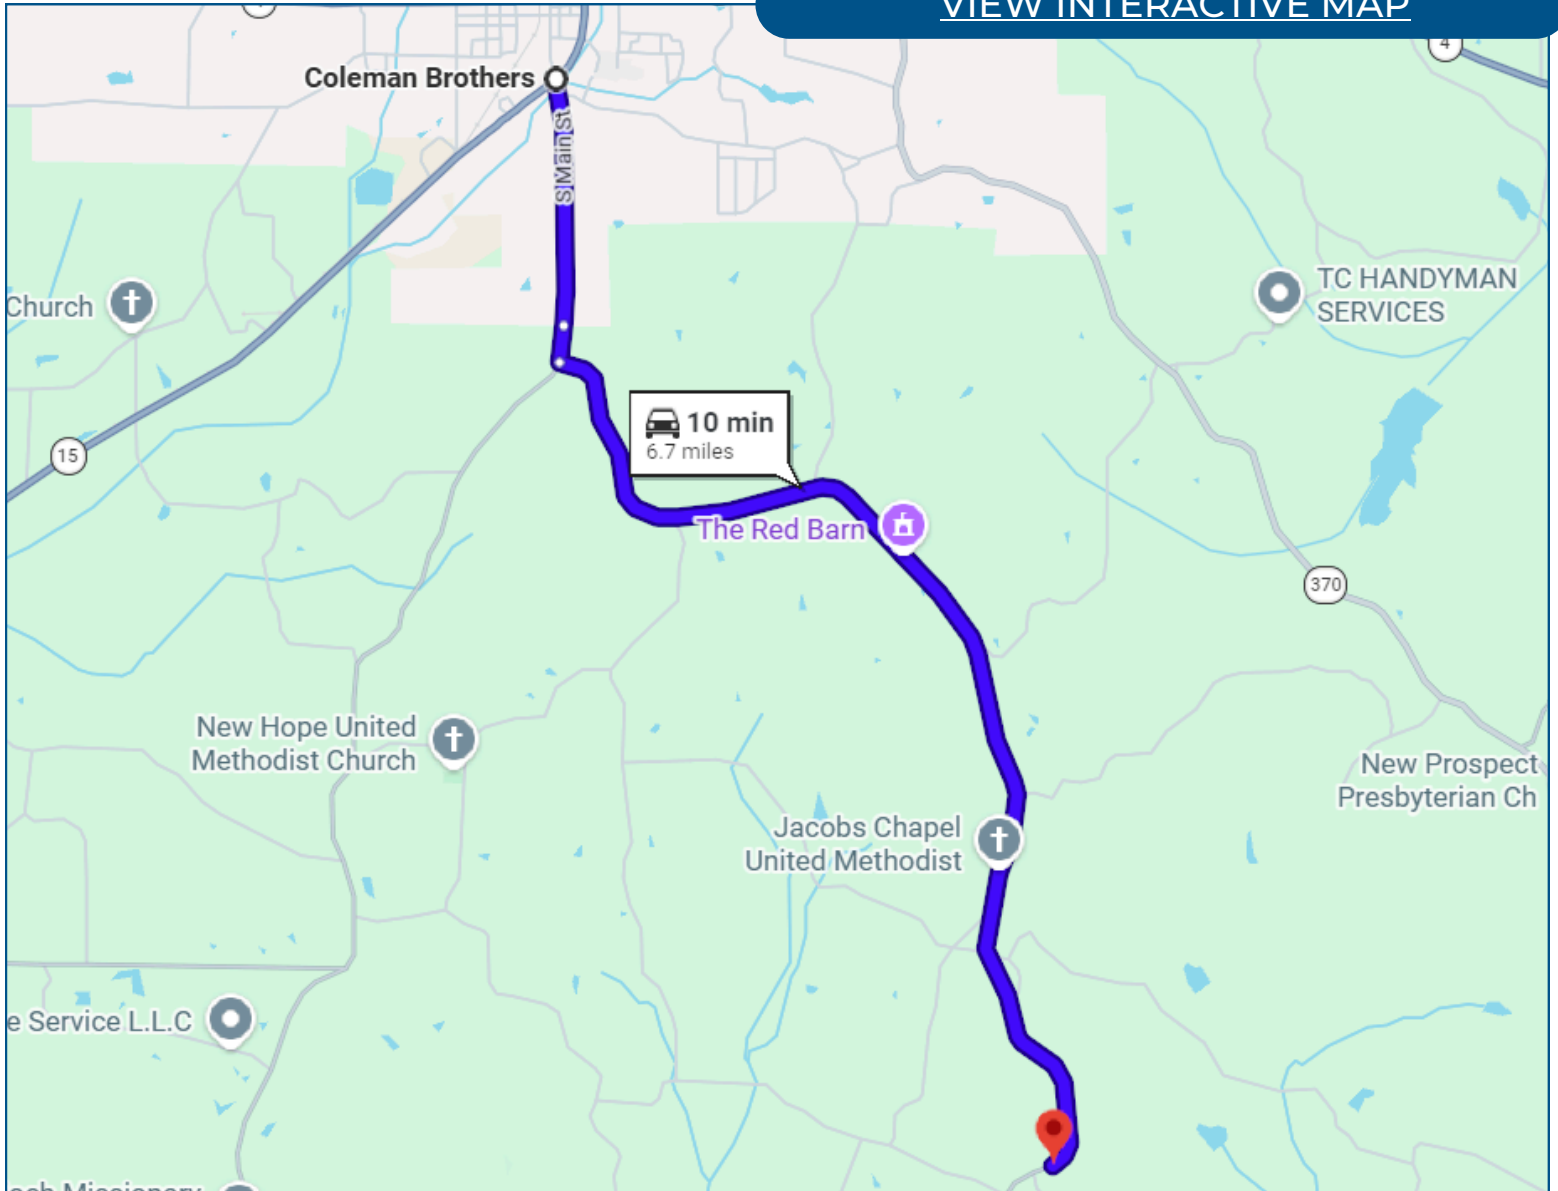 VIEW INTERACTIVE MAP
4
Coleman Brothers
S Main St
TC HANDYMAN
SERVICES
Church
10 min
6.7 miles
15
The Red Barn
370
New Hope United
Methodist Church
New Prospect
Presbyterian Ch
Jacobs Chapel
United Methodist
e Service L.L.C
Missionary